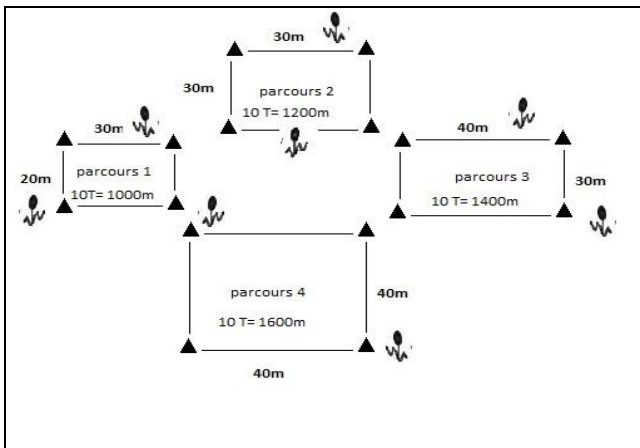 30m
30m
parcours 2
10 T= 1200m
30m
20m
parcours 1
10T= 1000m
40m
30m
parcours 3
10 T= 1400m
parcours 4
10 T= 1600m
40m
40m